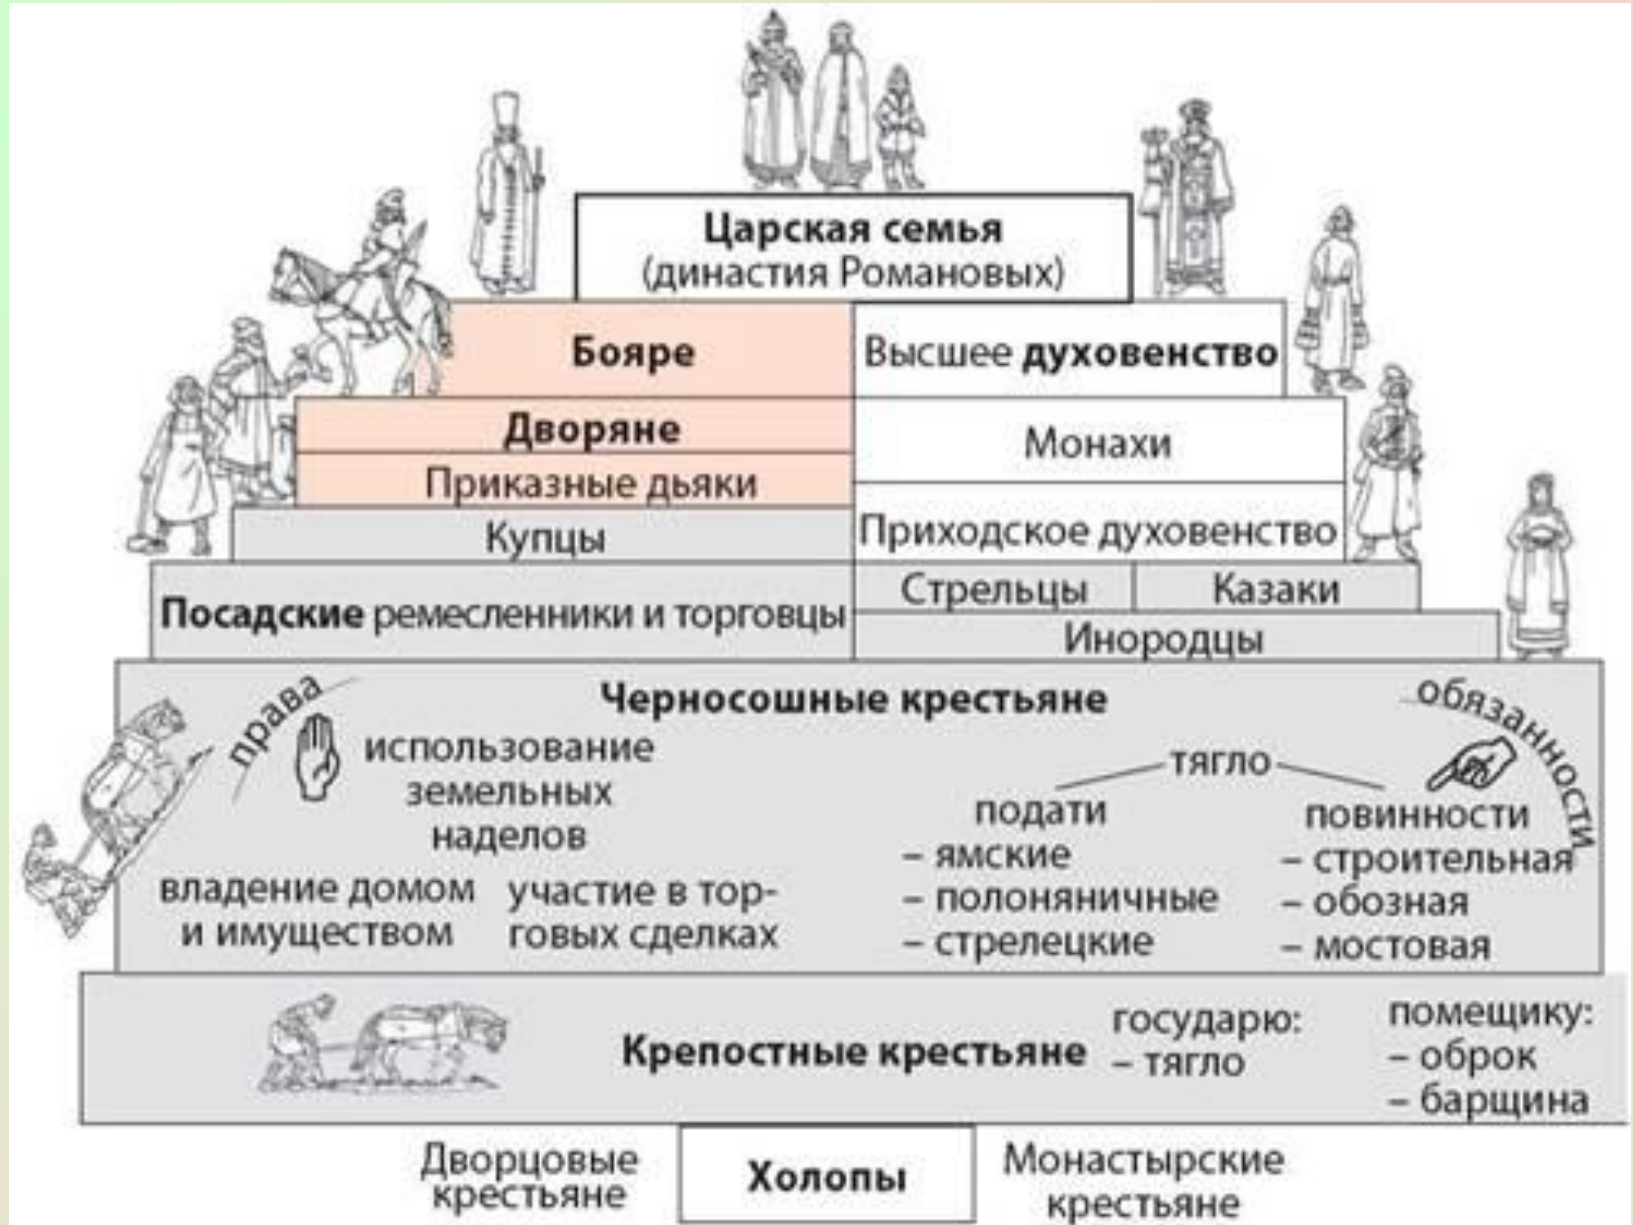 Царская семья
(династия Романовых)
Бояре
Высшее духовенство
Дворяне
Монахи
Приказные дьяки
Купцы
Приходское духовенство
Стрельцы
Казаки
Посадские ремесленники и торговцы
Инородцы
Черносошные крестьяне
права
использование
земельных
наделов
владение домом
и имуществом
участие в тор-
говых сделках
обязанности
тягло
подати
– ямские
– полоняничные
– стрелецкие
повинности
– строительная
– обозная
– мостовая
Крепостные крестьяне
государю:
– тягло
помещику:
– оброк
– барщина
Дворцовые
крестьяне
Холопы
Монастырские
крестьяне